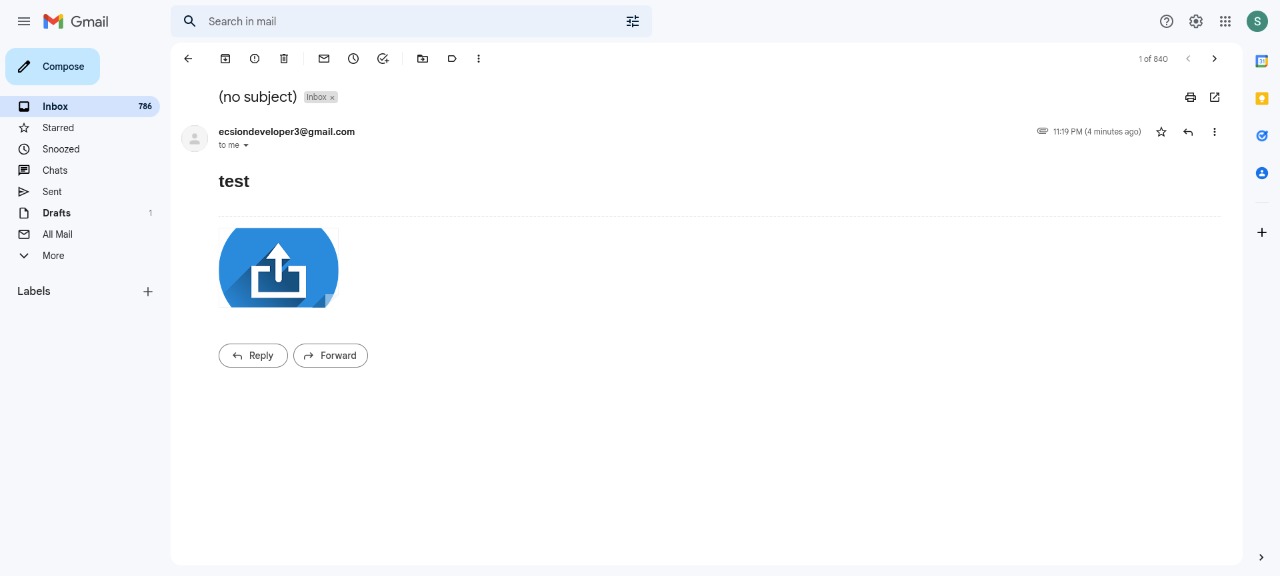 Gmail
Search in mail
S
Compose
1 of 840
Inbox 786
(no subject) Inbox ×
Starred
ecsiondeveloper3@gmail.com 11:19 PM (4 minutes ago)
to me
Snoozed
Chats
test
Sent
Drafts 1
All Mail
More
Labels
Reply Forward